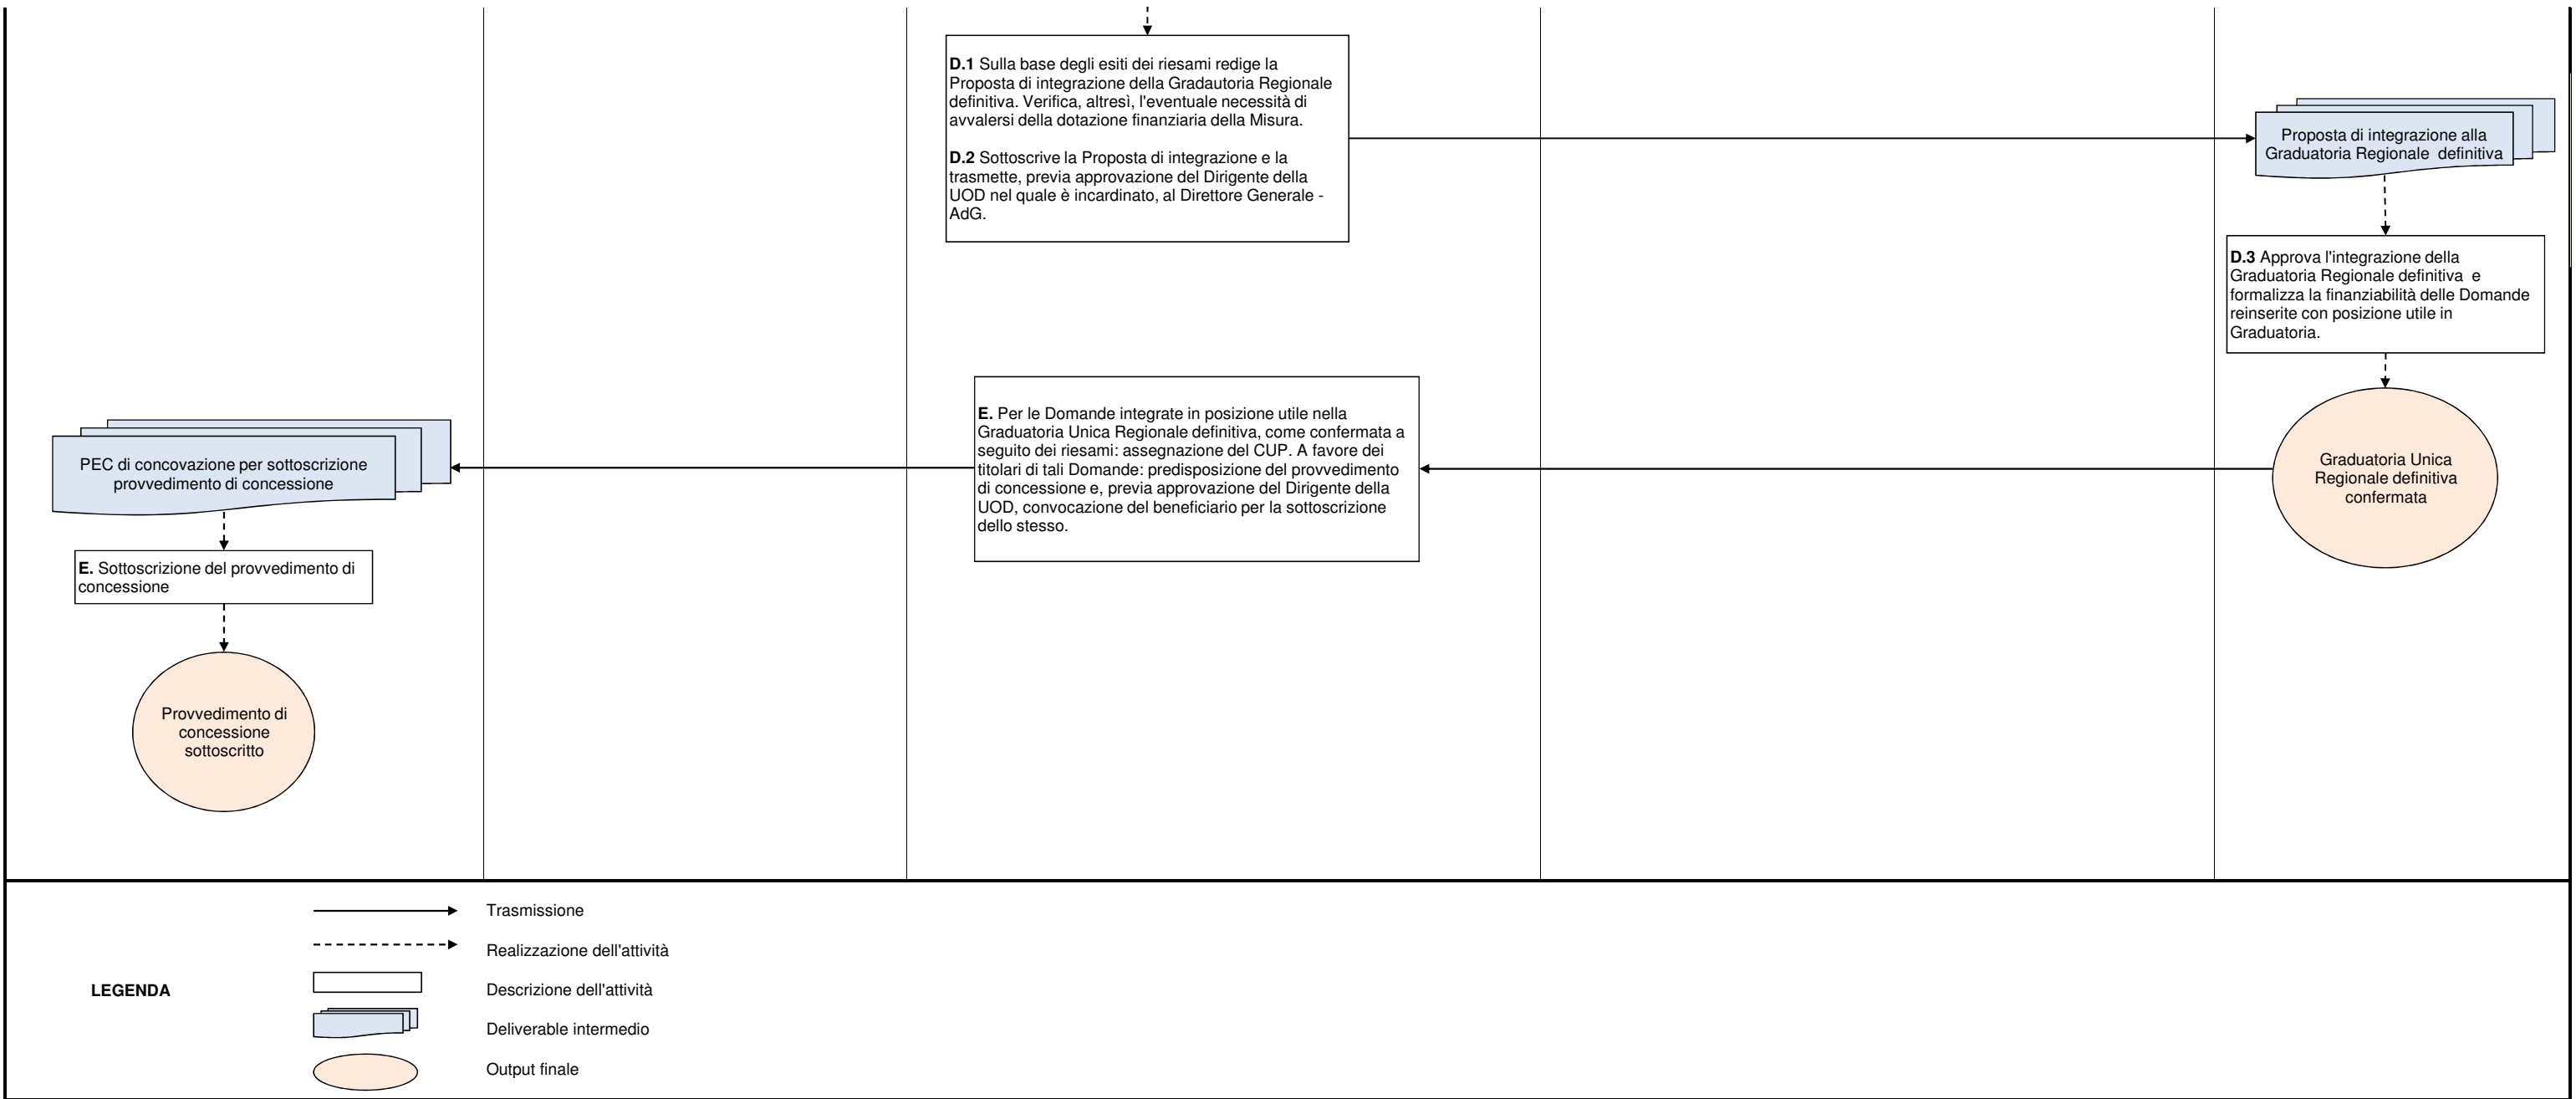 D.1 Sulla base degli esiti dei riesami redige la
Proposta di integrazione della Gradautoria Regionale
definitiva. Verifica, altresì, l'eventuale necessità di
avvalersi della dotazione finanziaria della Misura.
D.2 Sottoscrive la Proposta di integrazione e la
trasmette, previa approvazione del Dirigente della
UOD nel quale è incardinato, al Direttore Generale -
AdG.
Proposta di integrazione alla
Graduatoria Regionale definitiva
D.3 Approva l'integrazione della
Graduatoria Regionale definitiva e
formalizza la finanziabilità delle Domande
reinserite con posizione utile in
Graduatoria.
Graduatoria Unica
Regionale definitiva
confermata
E. Per le Domande integrate in posizione utile nella
Graduatoria Unica Regionale definitiva, come confermata a
seguito dei riesami: assegnazione del CUP. A favore dei
titolari di tali Domande: predisposizione del provvedimento
di concessione e, previa approvazione del Dirigente della
UOD, convocazione del beneficiario per la sottoscrizione
dello stesso.
PEC di concovazione per sottoscrizione
provvedimento di concessione
E. Sottoscrizione del provvedimento di
concessione
Provvedimento di
concessione
sottoscritto
LEGENDA
Trasmissione
Realizzazione dell'attività
Descrizione dell'attività
Deliverable intermedio
Output finale